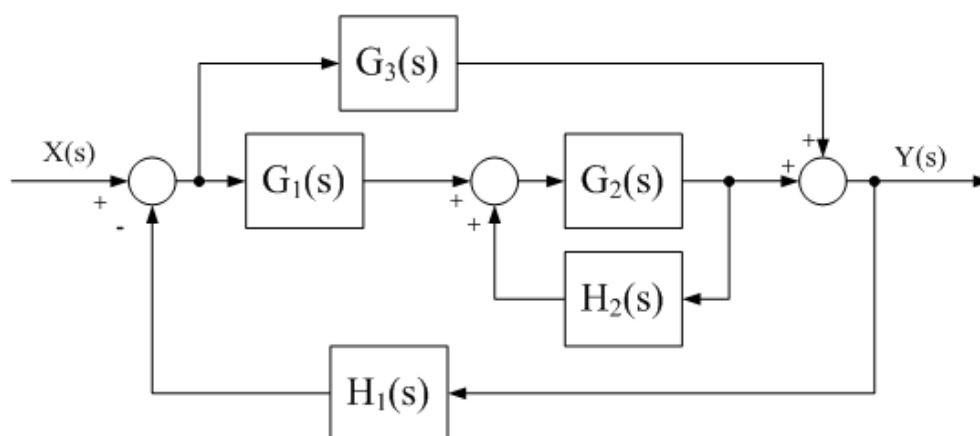 G₃(s)
X(s)
+
-
G₁(s)
+
+
G₂(s)
+
+
Y(s)
H₂(s)
H₁(s)